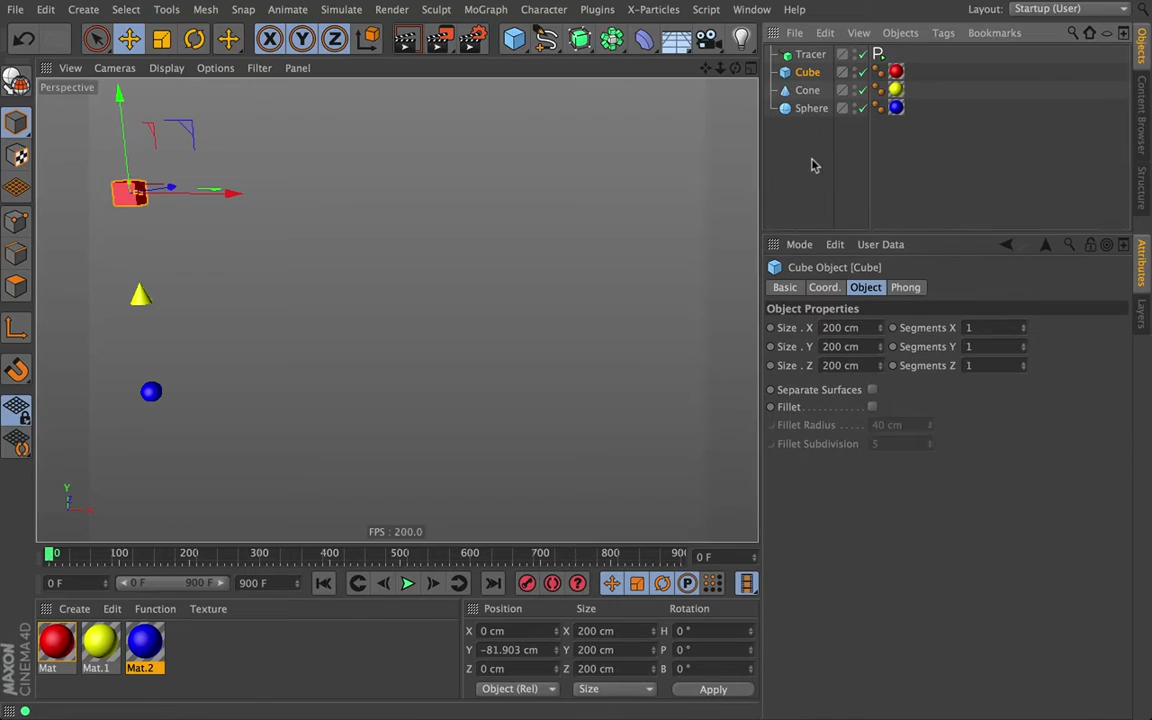 File Edit Create Select Tools Mesh Snap Animate Simulate Render Sculpt MoGraph Character Plugins X-Particles Script Window Help Layout: Startup (User)
X Y Z
File Edit View Objects Tags Bookmarks
Tracer
Cube
Cone
Sphere
View Cameras Display Options Filter Panel
Perspective
Objects
Content Browser
Structure
Attributes
Layers
Mode Edit User Data
Cube Object [Cube]
Basic Coord. Object Phong
Object Properties
Size . X 200 cm Segments X 1
Size . Y 200 cm Segments Y 1
Size . Z 200 cm Segments Z 1
Separate Surfaces
Fillet
Fillet Radius 40 cm
Fillet Subdivision 5
Y
FPS : 200.0
0 100 200 300 400 500 600 700 800 90 0 F
0 F 0 F 900 F 900 F
P
Create Edit Function Texture
Mat Mat.1 Mat.2
Position Size Rotation
X 0 cm X 200 cm H 0 °
Y -81.903 cm Y 200 cm P 0 °
Z 0 cm Z 200 cm B 0 °
Object (Rel) Size Apply
MAXON CINEMA4D